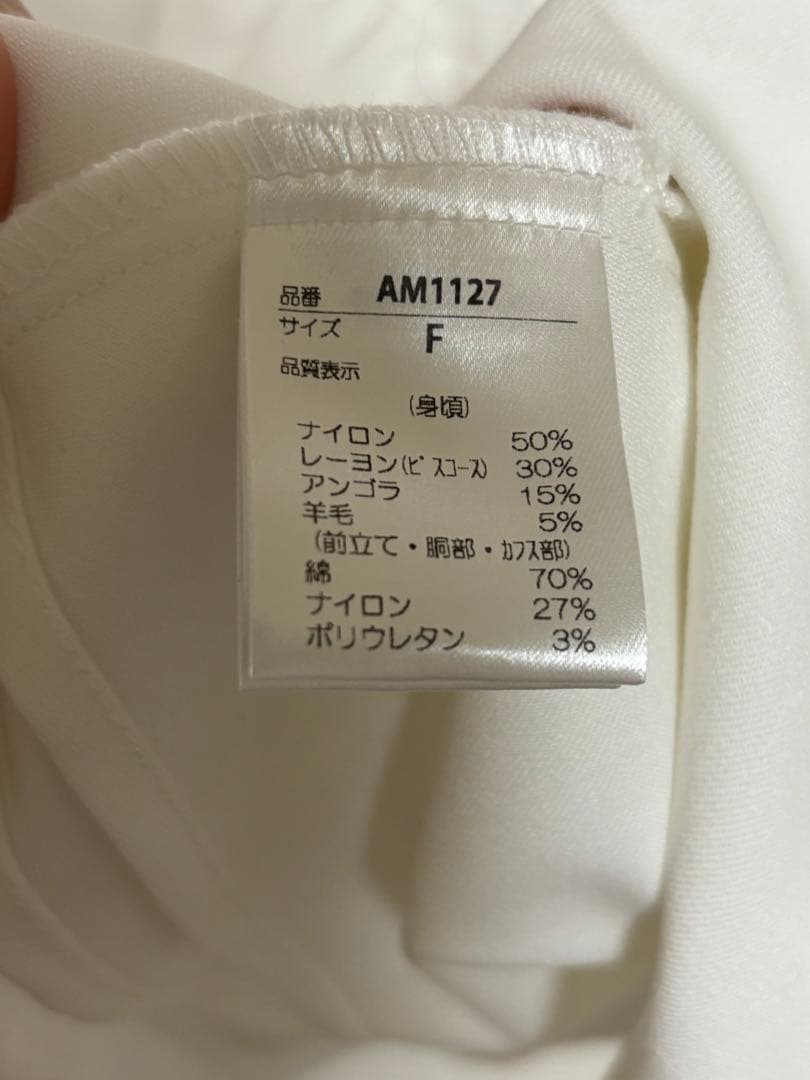 品番 AM1127
サイズ F
品質表示
(身頃)
ナイロン 50%
レーヨン(ビスコース) 30%
アンゴラ 15%
羊毛 5%
(前立て・胴部・カフス部)
綿 70%
ナイロン 27%
ポリウレタン 3%